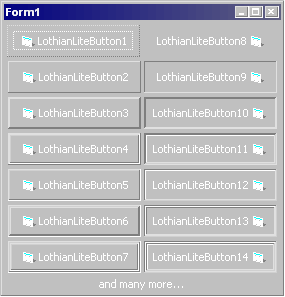 Form1
LothianLiteButton1
LothianLiteButton8
LothianLiteButton2
LothianLiteButton9
LothianLiteButton3
LothianLiteButton10
LothianLiteButton4
LothianLiteButton11
LothianLiteButton5
LothianLiteButton12
LothianLiteButton6
LothianLiteButton13
LothianLiteButton7
LothianLiteButton14
and many more...